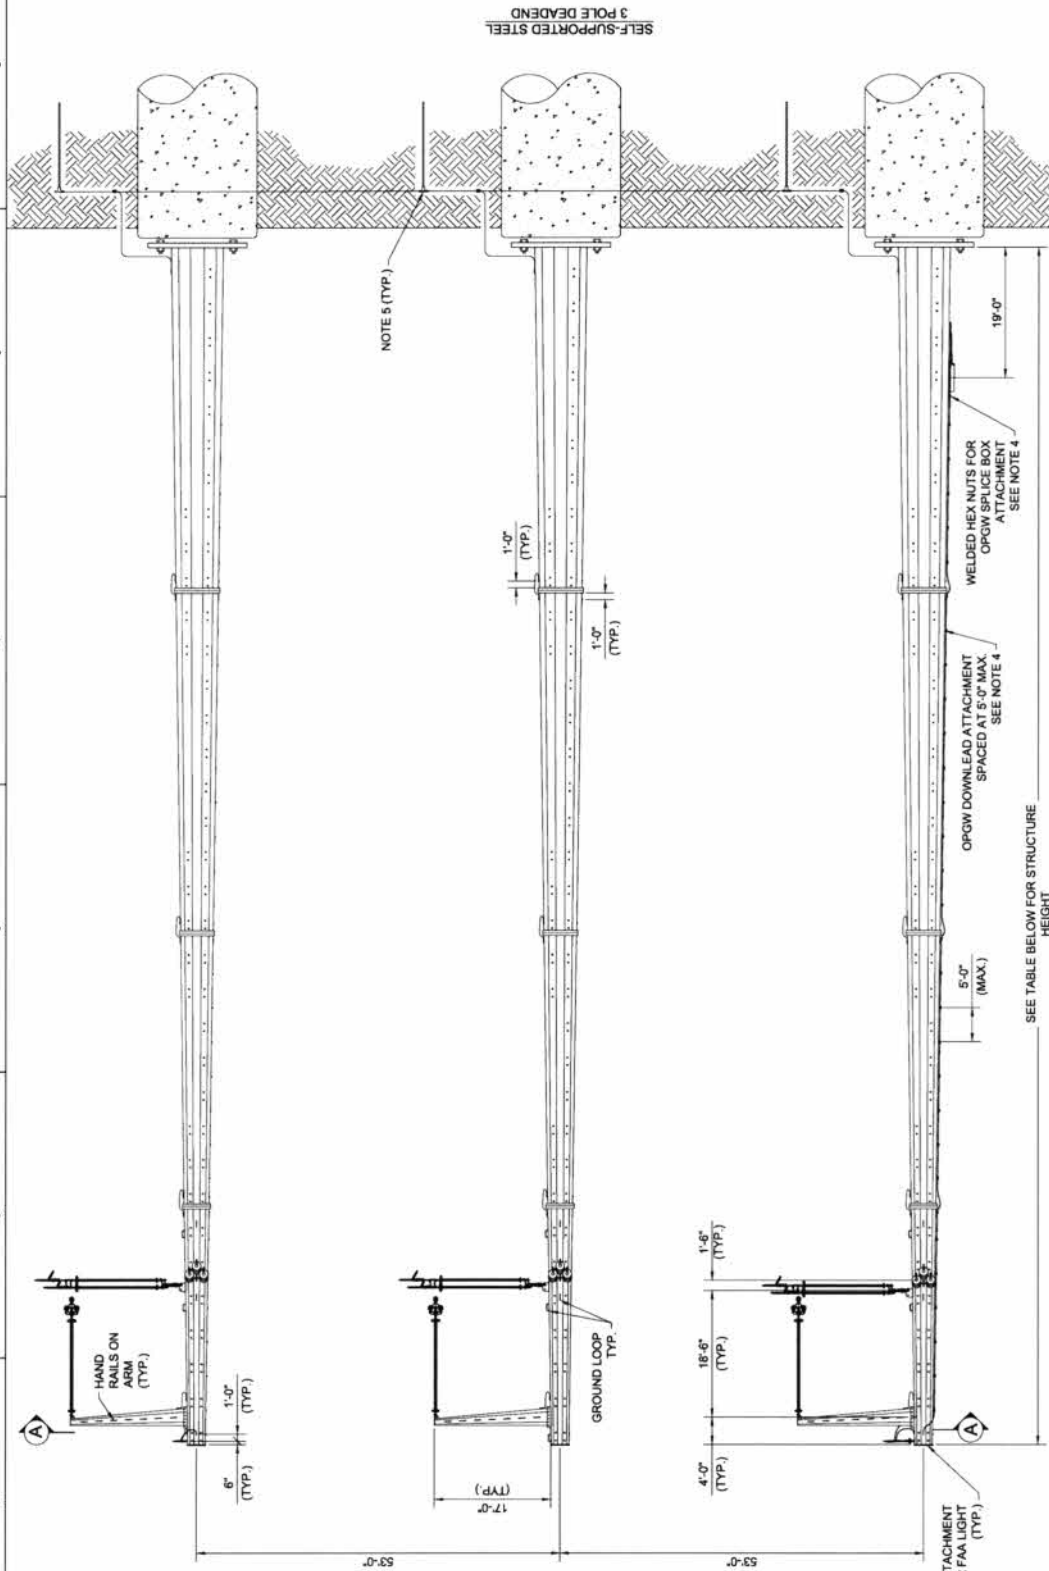 SELF-SUPPORTED STEEL
3 POLE DEADEND
NOTE 5 (TYP.)
19'-0"
WELDED HEX NUTS FOR
OPGW SPLICE BOX
ATTACHMENT
SEE NOTE 4
1'-0"
(TYP.)
1'-0"
(TYP.)
OPGW DOWNLEAD ATTACHMENT
SPACED AT 5'-0" MAX.
SEE NOTE 4
SEE TABLE BELOW FOR STRUCTURE
HEIGHT
5'-0"
(MAX.)
HAND
RAILS ON
ARM
(TYP.)
A
1'-0"
(TYP.)
6"
(TYP.)
GROUND LOOP
TYP.
1'-6"
(TYP.)
18'-6"
(TYP.)
4'-0"
(TYP.)
17'-0"
(TYP.)
A
53'-0"
53'-0"
TACHMENT
FAA LIGHT
(TYP.)